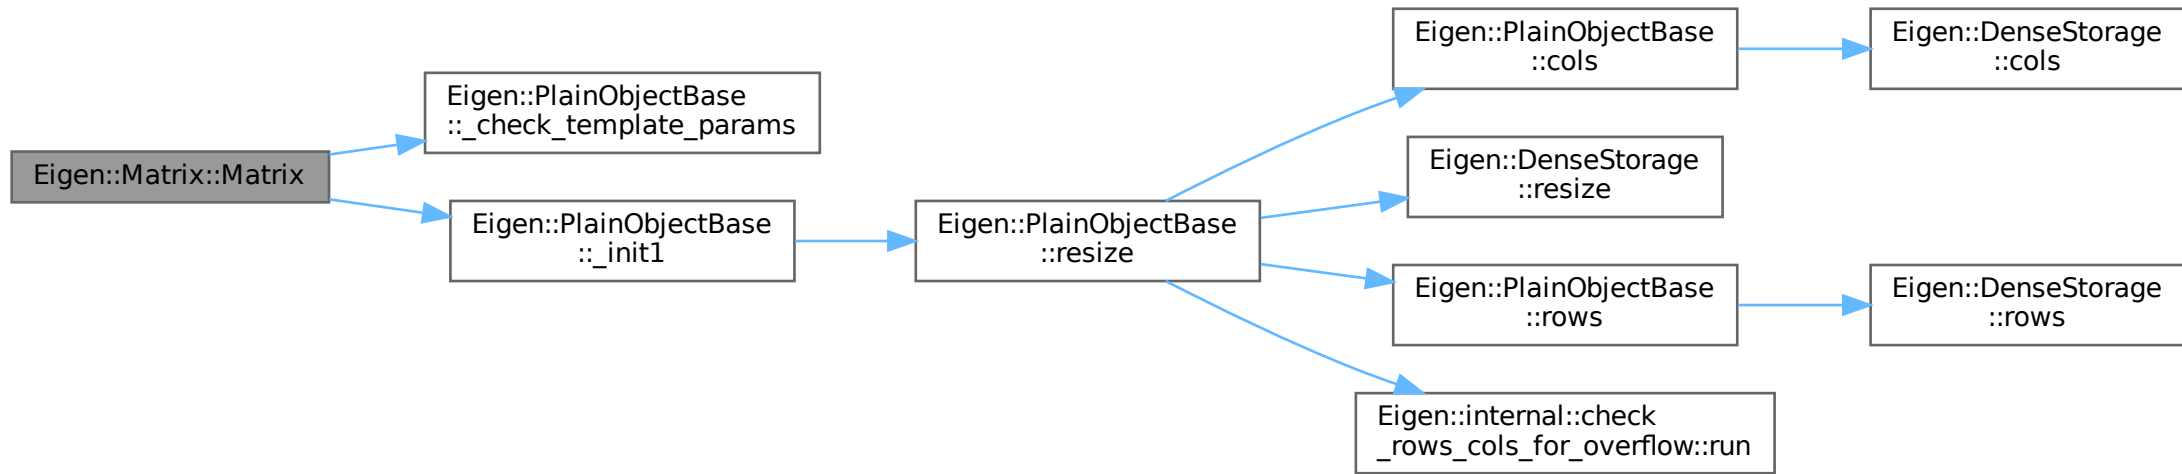 Eigen::Matrix::Matrix
Eigen::PlainObjectBase
::_check_template_params
Eigen::PlainObjectBase
::_init1
Eigen::PlainObjectBase
::resize
Eigen::PlainObjectBase
::cols
Eigen::DenseStorage
::cols
Eigen::DenseStorage
::resize
Eigen::PlainObjectBase
::rows
Eigen::DenseStorage
::rows
Eigen::internal::check
_rows_cols_for_overflow::run